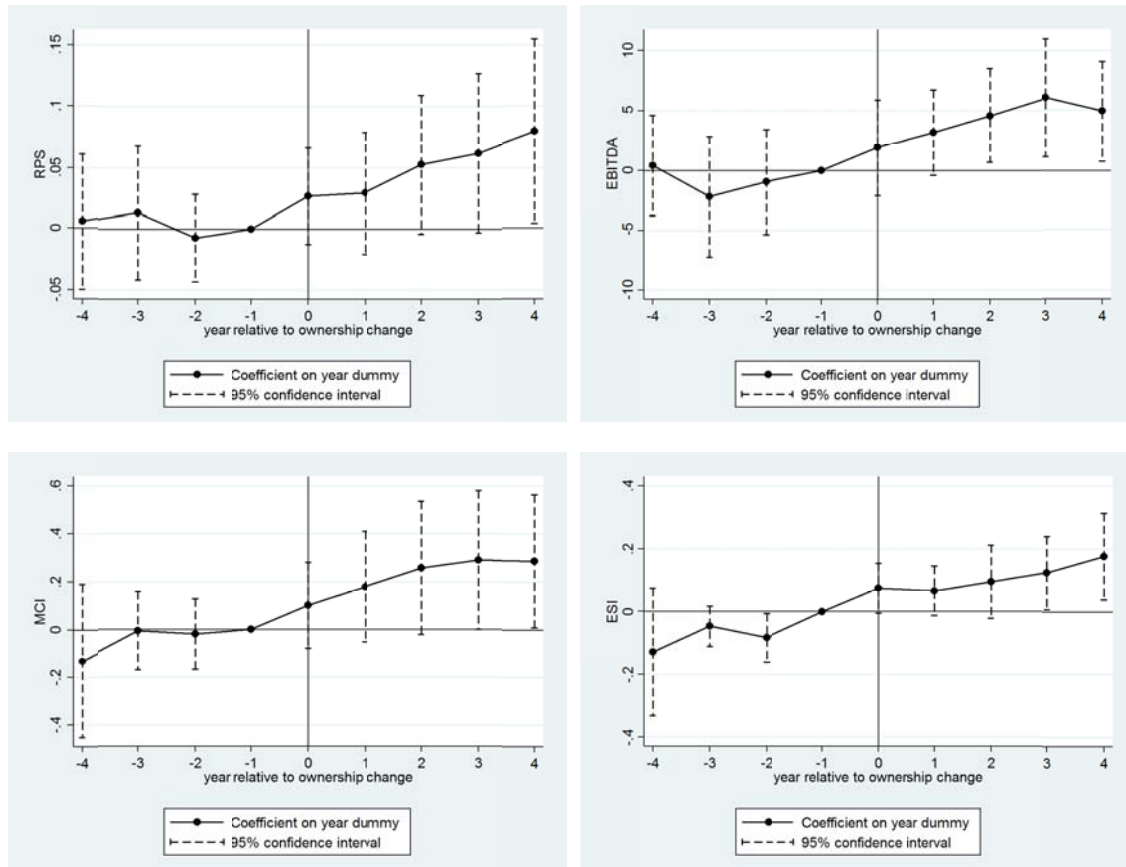 RPS
.15
.1
.05
0
-.05
-4 -3 -2 -1 0 1 2 3 4
year relative to ownership change
Coefficient on year dummy
95% confidence interval
EBITDA
10
5
0
-5
-10
-4 -3 -2 -1 0 1 2 3 4
year relative to ownership change
Coefficient on year dummy
95% confidence interval
MCI
.6
.4
.2
0
-.2
-.4
-4 -3 -2 -1 0 1 2 3 4
year relative to ownership change
Coefficient on year dummy
95% confidence interval
ESI
.4
.2
0
-.2
-.4
-4 -3 -2 -1 0 1 2 3 4
year relative to ownership change
Coefficient on year dummy
95% confidence interval